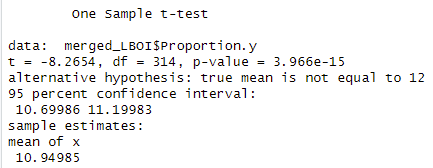 One Sample t-test
data: merged_LBOI$Proportion.y
t = -8.2654, df = 314, p-value = 3.966e-15
alternative hypothesis: true mean is not equal to 12
95 percent confidence interval:
10.69986 11.19983
sample estimates:
mean of x
10.94985